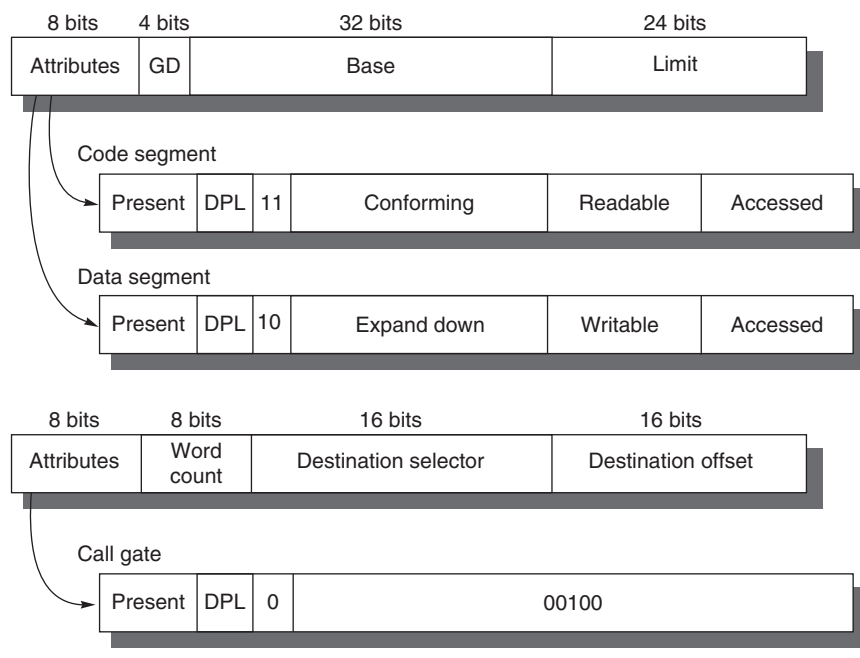 8 bits 4 bits 32 bits 24 bits
Attributes GD Base Limit
Code segment
Present DPL 11 Conforming Readable Accessed
Data segment
Present DPL 10 Expand down Writable Accessed
8 bits 8 bits 16 bits 16 bits
Attributes Word count Destination selector Destination offset
Call gate
Present DPL 0 00100